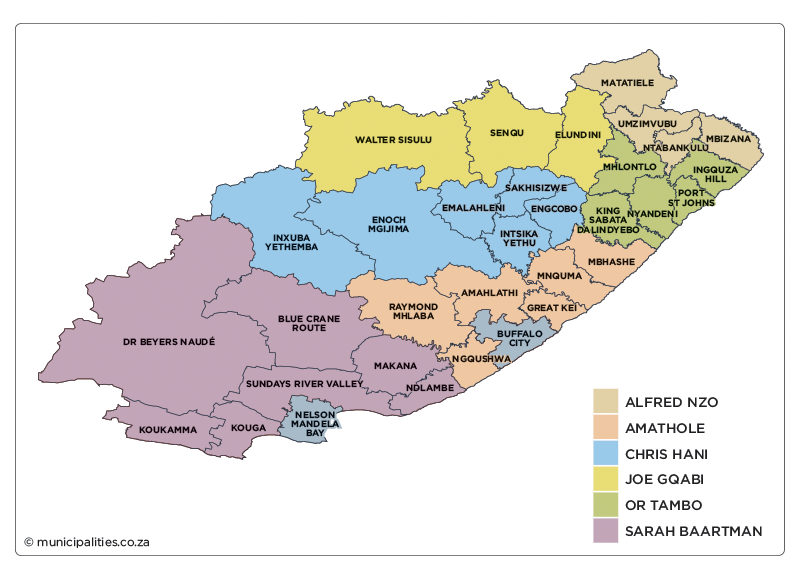 MATATIELE
UMZIMVUBU
MBIZANA
NTABANKULU
WALTER SISULU
SENQU
ELUNDINI
MHLONTLO
INGQUZA
HILL
PORT
ST JOHNS
SAKHISIZWE
EMALAHLENI
ENGCOBO
KING
SABATA
DALINDYEBO
NYANDENI
ENOCH
MGIJIMA
INXUBA
YETHEMBA
INTSIKA
YETHU
MBHASHE
MNQUMA
AMAHLATHI
GREAT KEI
RAYMOND
MHLABA
BLUE CRANE
ROUTE
BUFFALO
CITY
DR BEYERS NAUDÉ
NGQUSHWA
MAKANA
SUNDAYS RIVER VALLEY
NDLAMBE
KOUKAMMA
KOUGA
NELSON
MANDELA
BAY
ALFRED NZO
AMATHOLE
CHRIS HANI
JOE GQABI
OR TAMBO
SARAH BAARTMAN
© municipalities.co.za